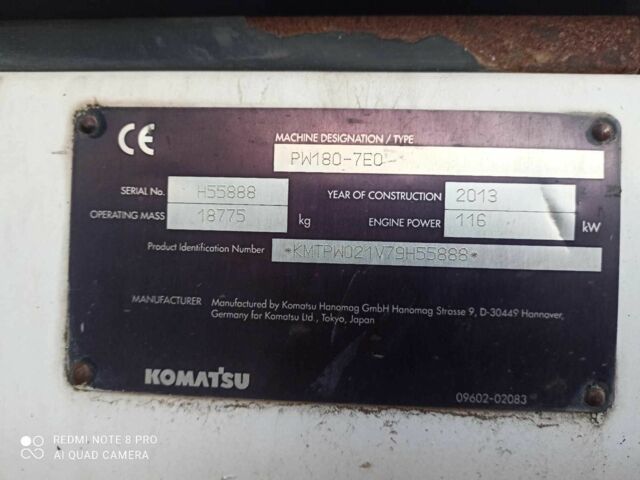 CE
MACHINE DESIGNATION / TYPE
PW180-7E0
SERIAL No. H55888 YEAR OF CONSTRUCTION 2013
OPERATING MASS 18775 kg ENGINE POWER 116 kW
Product Identification Number *KMTPW021V79H55888*
MANUFACTURER Manufactured by Komatsu Hanomag GmbH Hanomag Strasse 9, D-30449 Hannover,
Germany for Komatsu Ltd., Tokyo, Japan
KOMATSU
09602-02083
REDMI NOTE 8 PRO
AI QUAD CAMERA